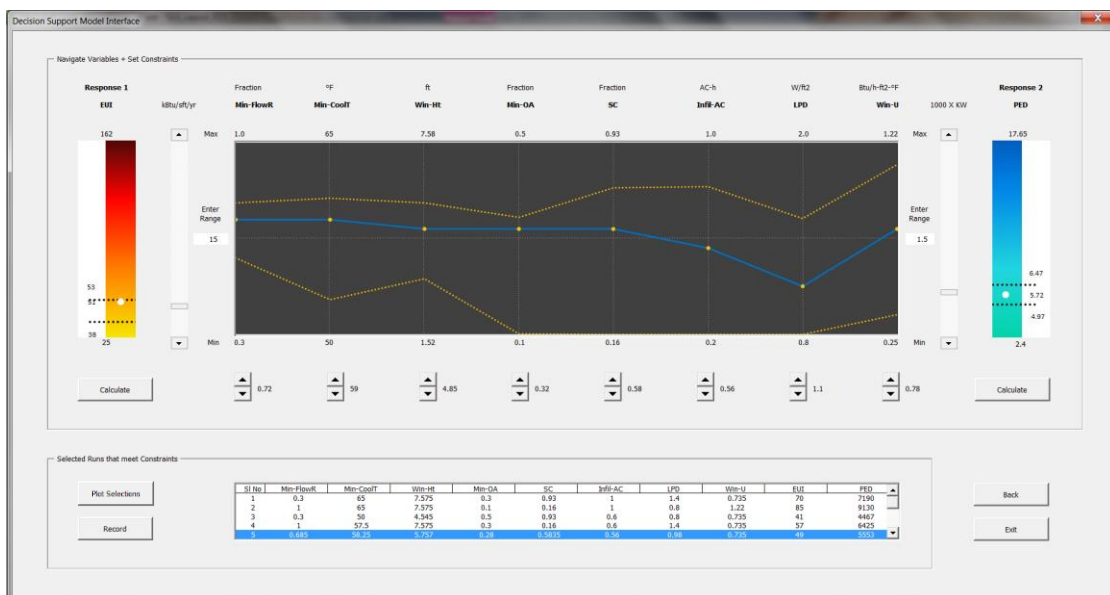 Decision Support Model Interface
X
Navigate Variables + Set Constraints
Response 1 Fraction °F ft Fraction Fraction AC-h W/ft2 Btu/h-ft2-°F Response 2
EUI kBtu/sft/yr Min-FlowR Min-CoolT Win-Ht Min-OA SC Infil-AC LPD Win-U 1000 X KW PED
162 Max 1.0 65 7.58 0.5 0.93 1.0 2.0 1.22 Max 17.65
Enter Range Enter Range
15 1.5
53 6.47
51 5.72
38 4.97
25 Min 0.3 50 1.52 0.1 0.16 0.2 0.8 0.25 Min 2.4
Calculate 0.72 59 4.85 0.32 0.58 0.56 1.1 0.78 Calculate
Selected Runs that meet Constraints
Plot Selections
Record
Sl No Min-FlowR Min-CoolT Win-Ht Min-OA SC Infil-AC LPD Win-U EUI PED
1 0.3 65 7.575 0.3 0.93 1 1.4 0.735 70 7190
2 1 65 7.575 0.1 0.16 1 0.8 1.22 85 9130
3 0.3 50 4.545 0.5 0.93 0.6 0.8 0.735 41 4467
4 1 57.5 7.575 0.3 0.16 0.6 1.4 0.735 57 6425
5 0.685 58.25 5.757 0.28 0.5835 0.56 0.98 0.735 49 5553
Back
Exit